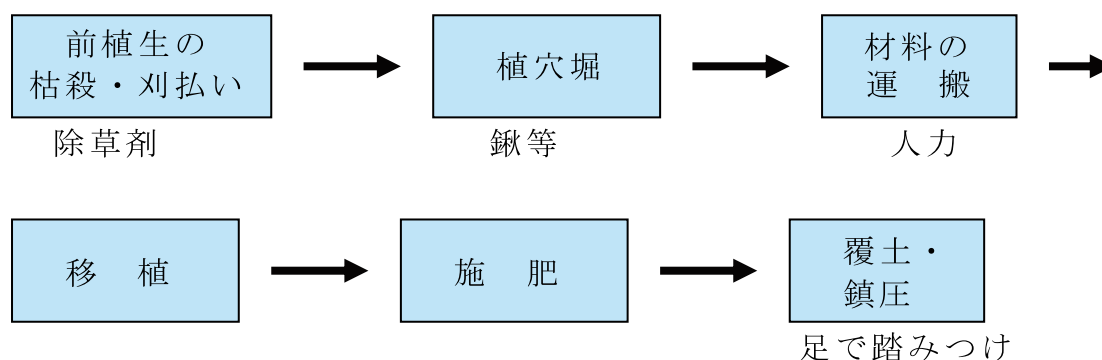 前植生の
枯殺・刈払い
植穴堀
材料の
運　搬
除草剤
鍬等
人力
移　植
施　肥
覆土・
鎮圧
足で踏みつけ